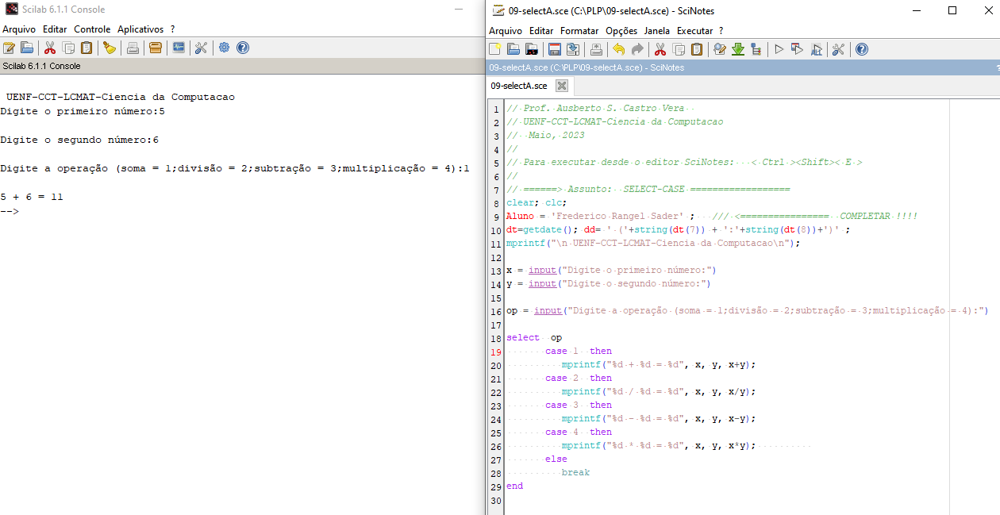 Scilab 6.1.1 Console
Arquivo Editar Controle Aplicativos ?
Scilab 6.1.1 Console
UENF-CCT-LCMAT-Ciencia da Computacao
Digite o primeiro número:5
Digite o segundo número:6
Digite a operação (soma = 1;divisão = 2;subtração = 3;multiplicação = 4):1
5 + 6 = 11
-->
09-selectA.sce (C:\PLP\09-selectA.sce) - SciNotes
Arquivo Editar Formatar Opções Janela Executar ?
09-selectA.sce (C:\PLP\09-selectA.sce) - SciNotes
?
09-selectA.sce
1 // Prof. Ausberto S. Castro Vera
2 // UENF-CCT-LCMAT-Ciencia da Computacao
3 // Maio, 2023
4 //
5 // Para executar desde o editor SciNotes: < Ctrl ><Shift>< E >
6 //
7 // ======> Assunto: SELECT-CASE ==================
8 clear; clc;
9 Aluno = 'Frederico Rangel Sader' ; /// <================ COMPLETAR !!!!
10 dt=getdate(); dd= ' ('+string(dt(7)) + ':'+string(dt(8))+')' ;
11 mprintf("\n UENF-CCT-LCMAT-Ciencia da Computacao\n");
12
13 x = input("Digite o primeiro número:")
14 y = input("Digite o segundo número:")
15
16 op = input("Digite a operação (soma = 1;divisão = 2;subtração = 3;multiplicação = 4):")
17
18 select op
19 case 1 then
20 mprintf("%d + %d = %d", x, y, x+y);
21 case 2 then
22 mprintf("%d / %d = %d", x, y, x/y);
23 case 3 then
24 mprintf("%d - %d = %d", x, y, x-y);
25 case 4 then
26 mprintf("%d * %d = %d", x, y, x*y);
27 else
28 break
29 end
30